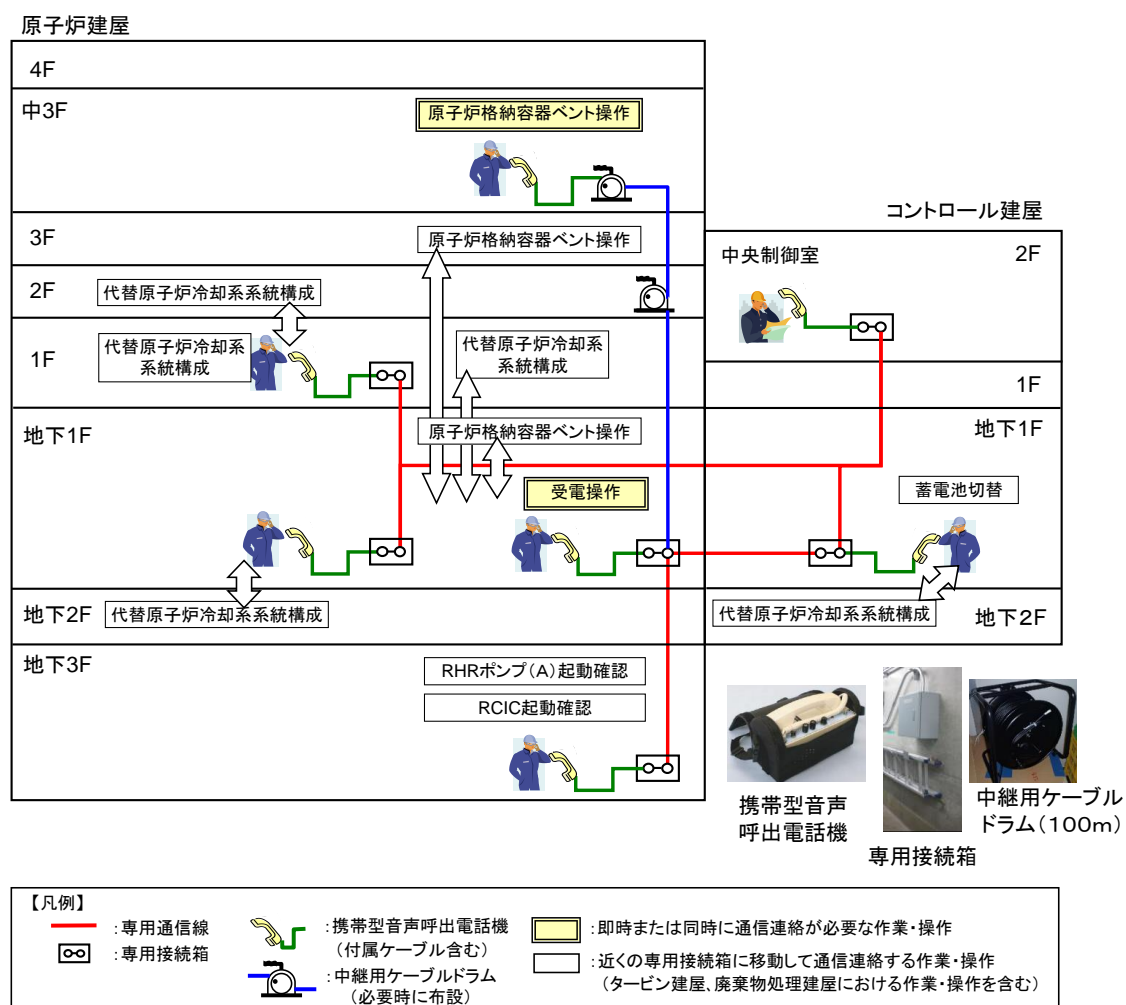 原子炉建屋
4F
中3F
原子炉格納容器ベント操作
3F
原子炉格納容器ベント操作
2F
代替原子炉冷却系系統構成
1F
代替原子炉冷却系
系統構成
代替原子炉冷却系
系統構成
地下1F
原子炉格納容器ベント操作
受電操作
地下2F
代替原子炉冷却系系統構成
地下3F
RHRポンプ(A)起動確認
RCIC起動確認
コントロール建屋
中央制御室
2F
1F
地下1F
蓄電池切替
代替原子炉冷却系系統構成
地下2F
携帯型音声
呼出電話機
専用接続箱
中継用ケーブル
ドラム(100m)
【凡例】
:専用通信線
:専用接続箱
:携帯型音声呼出電話機
(付属ケーブル含む)
:中継用ケーブルドラム
(必要時に布設)
:即時または同時に通信連絡が必要な作業・操作
:近くの専用接続箱に移動して通信連絡する作業・操作
(タービン建屋、廃棄物処理建屋における作業・操作を含む)